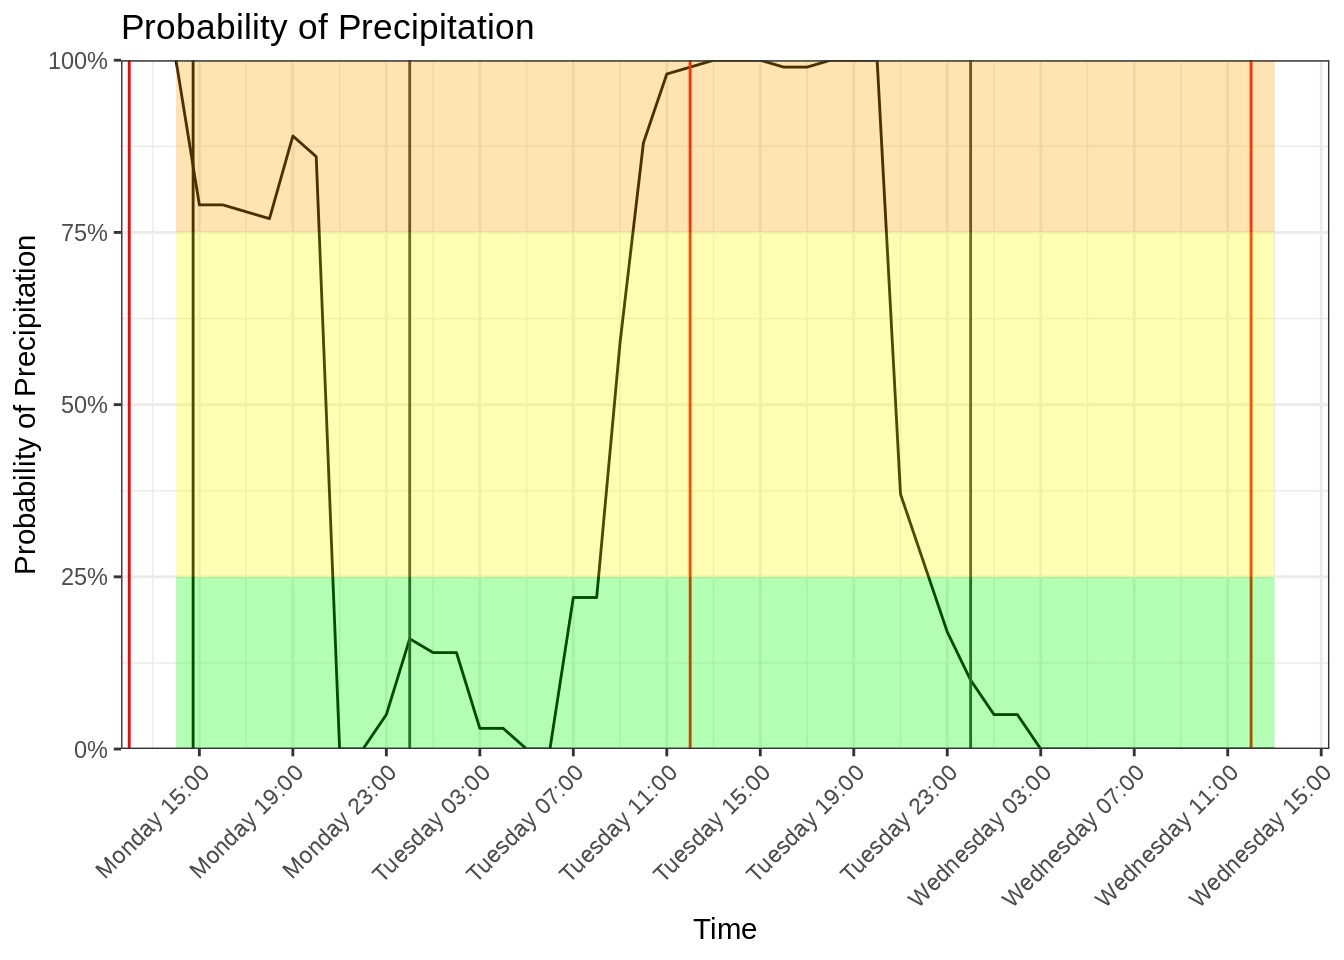 Probability of Precipitation
Probability of Precipitation
100%
75%
50%
25%
0%
Monday 15:00
Monday 19:00
Monday 23:00
Tuesday 03:00
Tuesday 07:00
Tuesday 11:00
Tuesday 15:00
Tuesday 19:00
Tuesday 23:00
Wednesday 03:00
Wednesday 07:00
Wednesday 11:00
Wednesday 15:00
Time